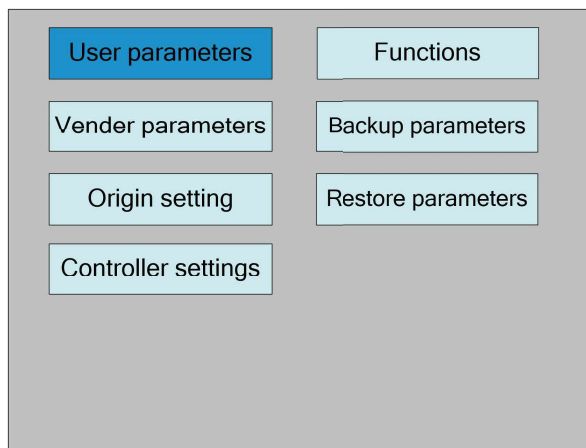 User parameters
Functions
Vender parameters
Backup parameters
Origin setting
Restore parameters
Controller settings